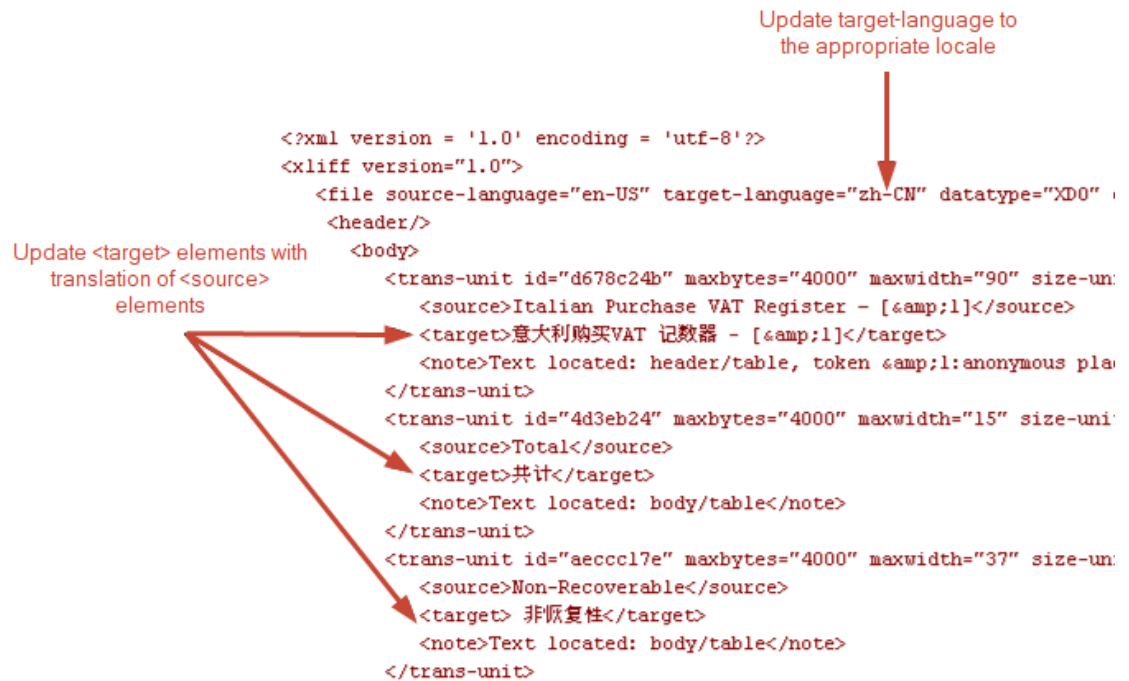 Update target-language to
the appropriate locale
<?xml version = '1.0' encoding = 'utf-8'?>
<xliff version="1.0">
<file source-language="en-US" target-language="zh-CN" datatype="XDO"
<header/>
Update <target> elements with
translation of <source>
elements
<body>
<trans-unit id="d678c24b" maxbytes="4000" maxwidth="90" size-uni
<source>Italian Purchase VAT Register - [&amp;l]</source>
<target>意大利购买VAT 记数器 - [&amp;l]</target>
<note>Text located: header/table, token &amp;l:anonymous pla
</trans-unit>
<trans-unit id="4d3eb24" maxbytes="4000" maxwidth="15" size-uni
<source>Total</source>
<target>共计</target>
<note>Text located: body/table</note>
</trans-unit>
<trans-unit id="aecccl7e" maxbytes="4000" maxwidth="37" size-un
<source>Non-Recoverable</source>
<target> 非恢复性</target>
<note>Text located: body/table</note>
</trans-unit>